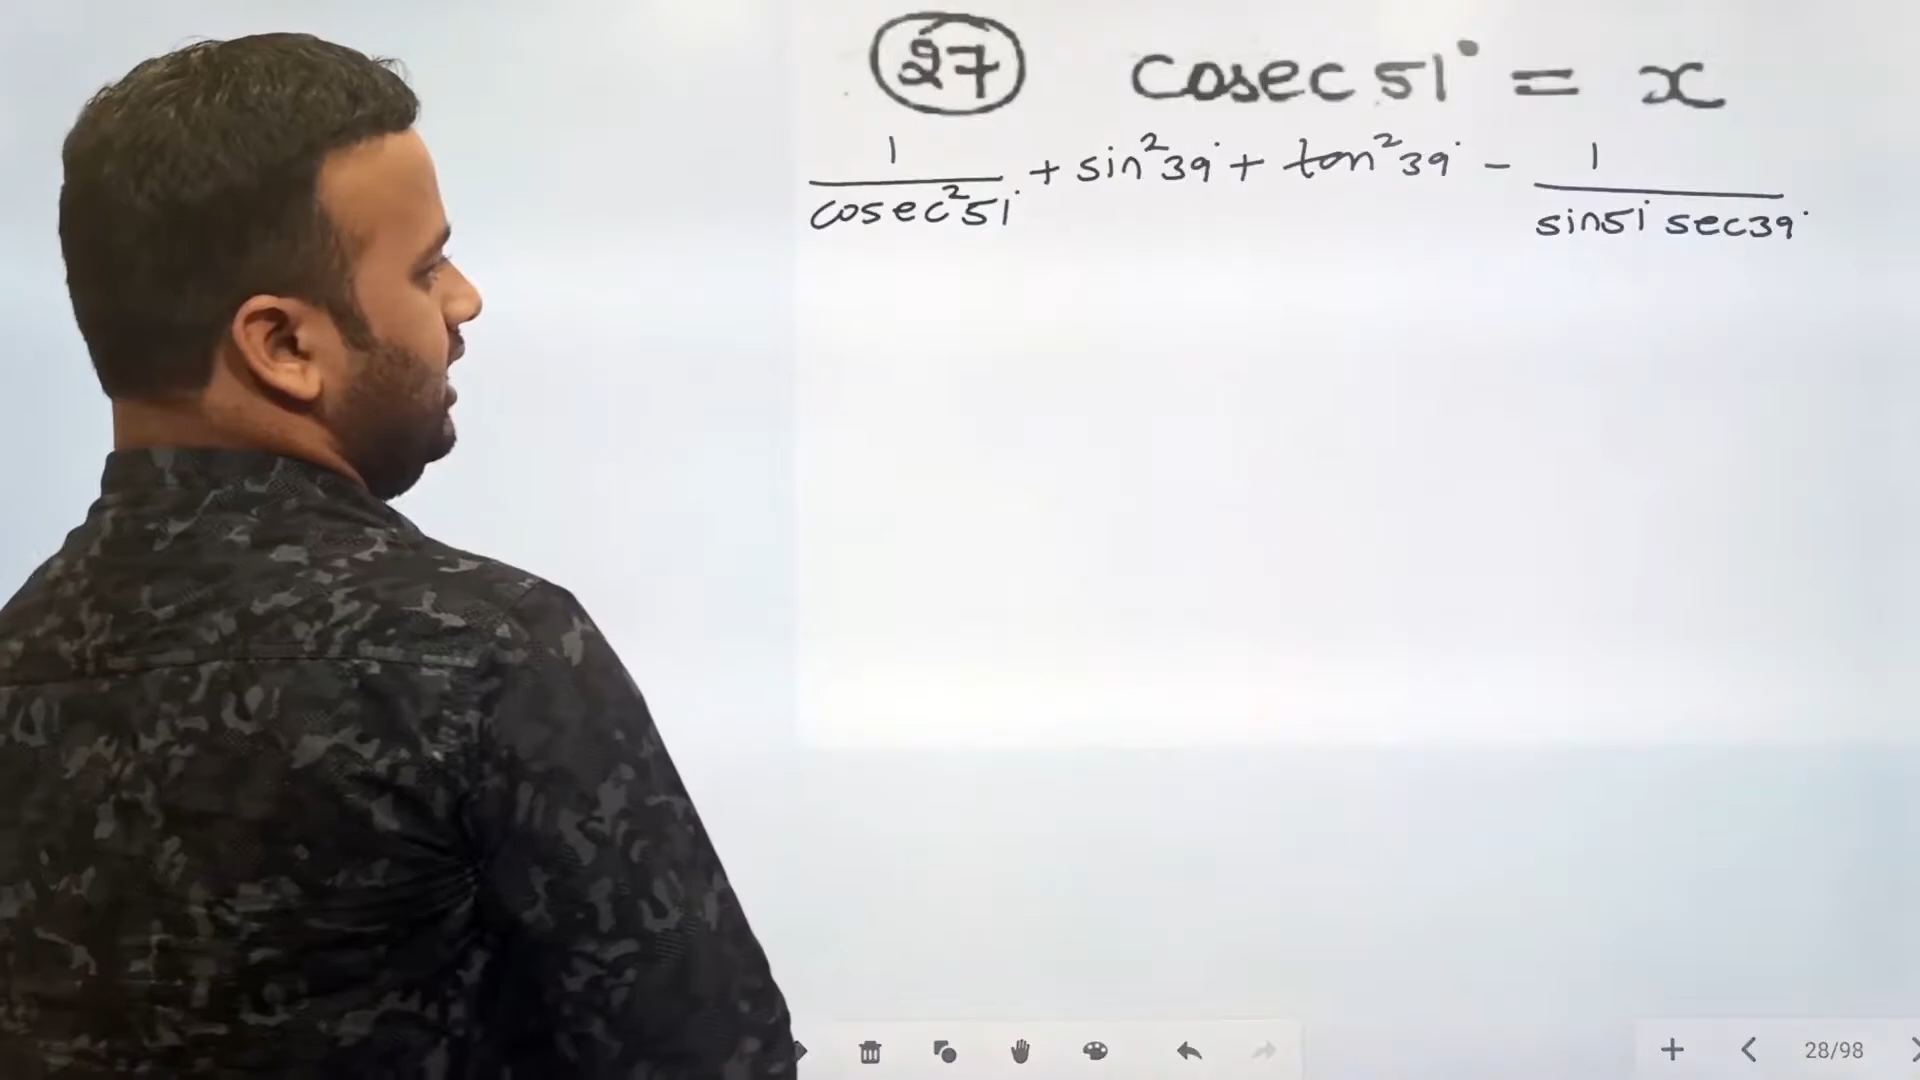 27 cosec 51° = x
1/cosec²51° + sin²39° + tan²39° - 1/sin51° sec39°
28/98